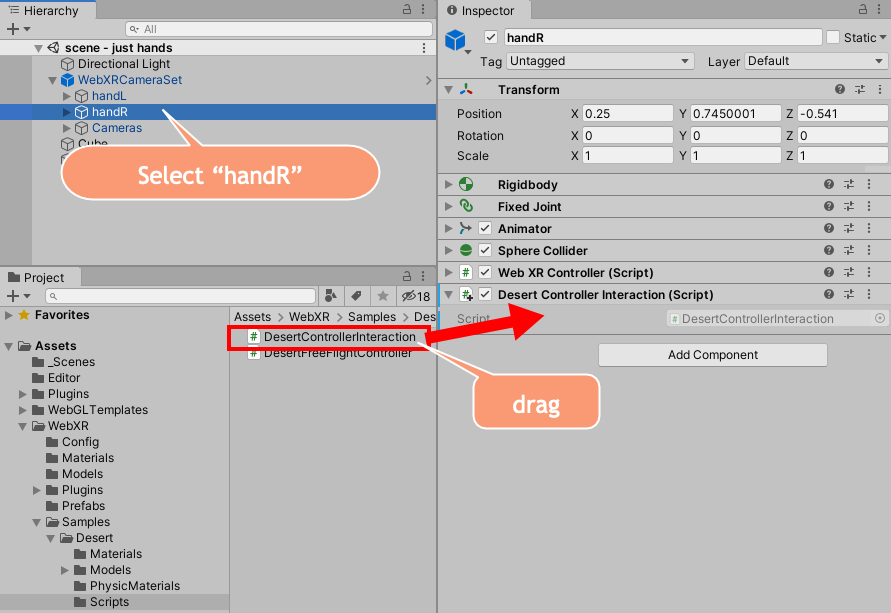 Hierarchy
All
scene - just hands
Directional Light
WebXRCameraSet
handL
handR
Cameras
Cube
Select “handR”
Project
18
Favorites
Assets
_Scenes
Editor
Plugins
WebGLTemplates
WebXR
Config
Materials
Models
Plugins
Prefabs
Samples
Desert
Materials
Models
PhysicMaterials
Scripts
Assets > WebXR > Samples > Des
DesertControllerInteraction
DesertFreeFlightController
drag
Inspector
handR
Static
Tag Untagged Layer Default
Transform
Position X 0.25 Y 0.7450001 Z -0.541
Rotation X 0 Y 0 Z 0
Scale X 1 Y 1 Z 1
Rigidbody
Fixed Joint
Animator
Sphere Collider
Web XR Controller (Script)
Desert Controller Interaction (Script)
Script DesertControllerInteraction
Add Component